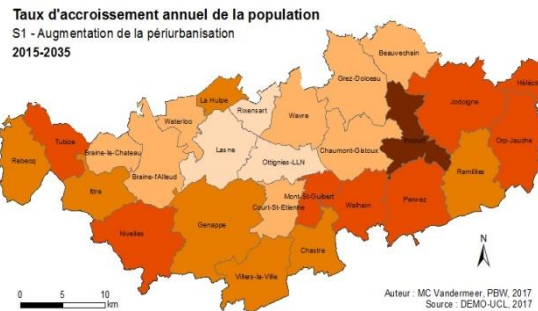 Taux d'accroissement annuel de la population
S1 - Augmentation de la périurbanisation
2015-2035
Beauvechain
Grez-Doiceau
La Hulpe
Rixensart
Hélécine
Jodoigne
Waterloo
Wavre
Incourt
Tubize
Orp-Jauche
Rebecq
Braine-le-Chateau
Lasne
Ottignies-LLN
Chaumont-Gistoux
Ramillies
Braine-l'Alleud
Ittre
Mont-St-Guibert
Walhain
Perwez
Court-St-Etienne
Nivelles
Genappe
Chastre
Villers-la-Ville
N
0 5 10
km
Auteur : MC Vandermeer, PBW, 2017
Source : DEMO-UCL, 2017